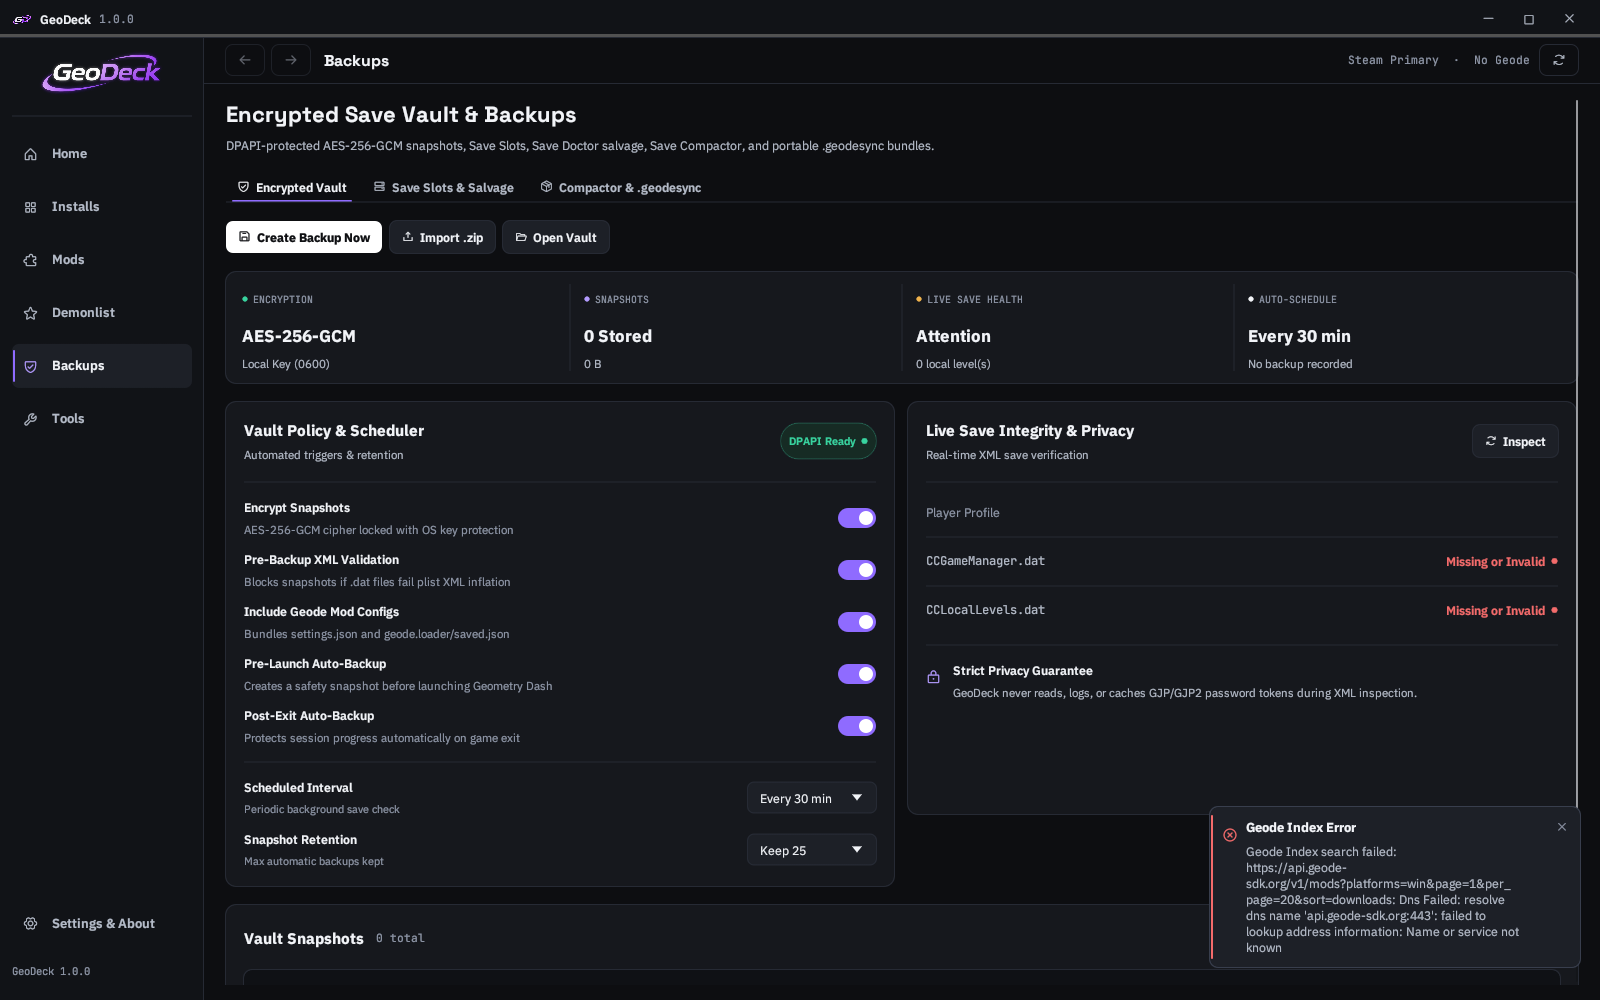 GeoDeck 1.0.0
GeoDeck
Backups
Steam Primary · No Geode
Home
Installs
Mods
Demonlist
Backups
Tools
Settings & About
GeoDeck 1.0.0
Encrypted Save Vault & Backups
DPAPI-protected AES-256-GCM snapshots, Save Slots, Save Doctor salvage, Save Compactor, and portable .geodesync bundles.
Encrypted Vault
Save Slots & Salvage
Compactor & .geodesync
Create Backup Now
Import .zip
Open Vault
ENCRYPTION
AES-256-GCM
Local Key (0600)
SNAPSHOTS
0 Stored
0 B
LIVE SAVE HEALTH
Attention
0 local level(s)
AUTO-SCHEDULE
Every 30 min
No backup recorded
Vault Policy & Scheduler
Automated triggers & retention
DPAPI Ready
Encrypt Snapshots
AES-256-GCM cipher locked with OS key protection
Pre-Backup XML Validation
Blocks snapshots if .dat files fail plist XML inflation
Include Geode Mod Configs
Bundles settings.json and geode.loader/saved.json
Pre-Launch Auto-Backup
Creates a safety snapshot before launching Geometry Dash
Post-Exit Auto-Backup
Protects session progress automatically on game exit
Scheduled Interval
Periodic background save check
Every 30 min
Snapshot Retention
Max automatic backups kept
Keep 25
Live Save Integrity & Privacy
Real-time XML save verification
Inspect
Player Profile
CCGameManager.dat
Missing or Invalid
CCLocalLevels.dat
Missing or Invalid
Strict Privacy Guarantee
GeoDeck never reads, logs, or caches GJP/GJP2 password tokens during XML inspection.
Vault Snapshots 0 total
Geode Index Error
Geode Index search failed:
https://api.geode-
sdk.org/v1/mods?platforms=win&page=1&per_
page=20&sort=downloads: Dns Failed: resolve
dns name 'api.geode-sdk.org:443': failed to
lookup address information: Name or service not
known